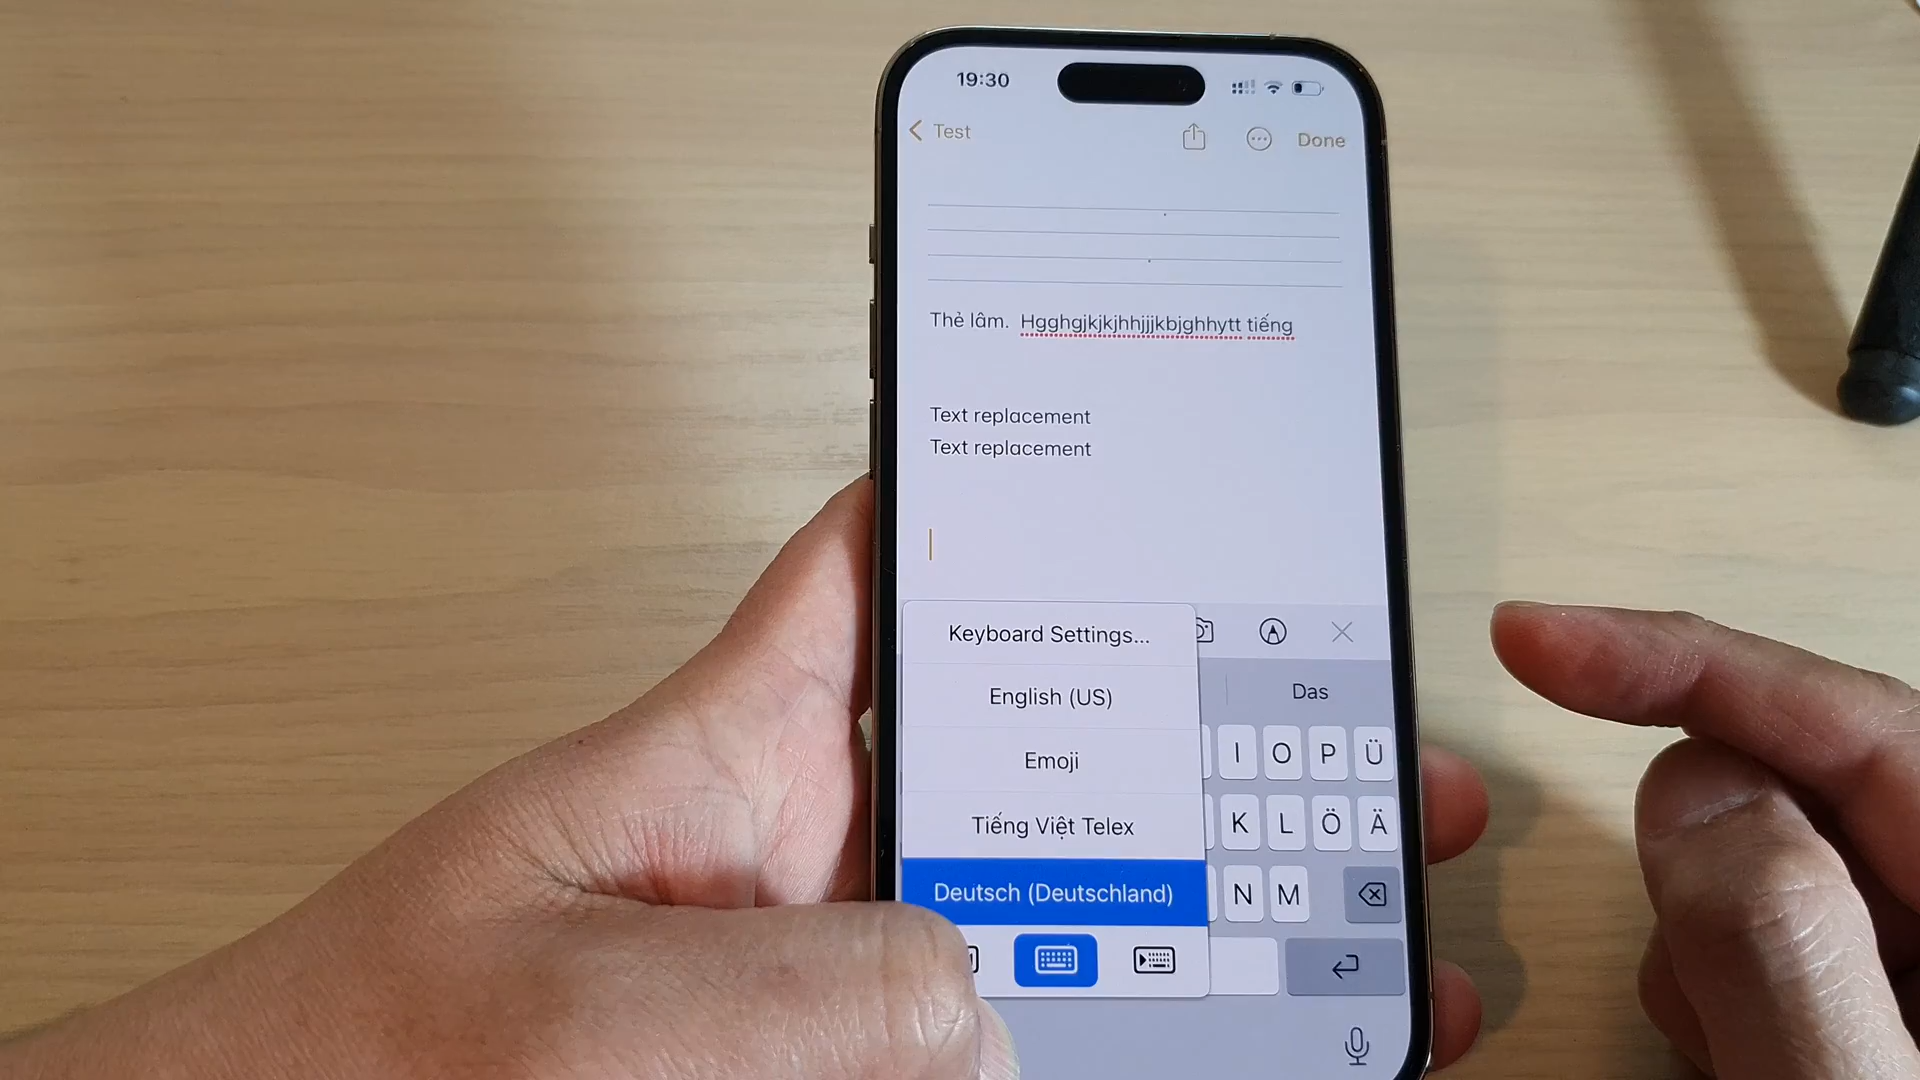 19:30
Test
Done
Thẻ lâm. Hgghgjkjkjhhjjjkbjghhytt tiếng
Text replacement
Text replacement
Keyboard Settings...
English (US)
Das
Emoji
I O P Ü
Tiếng Việt Telex
K L Ö Ä
Deutsch (Deutschland)
N M